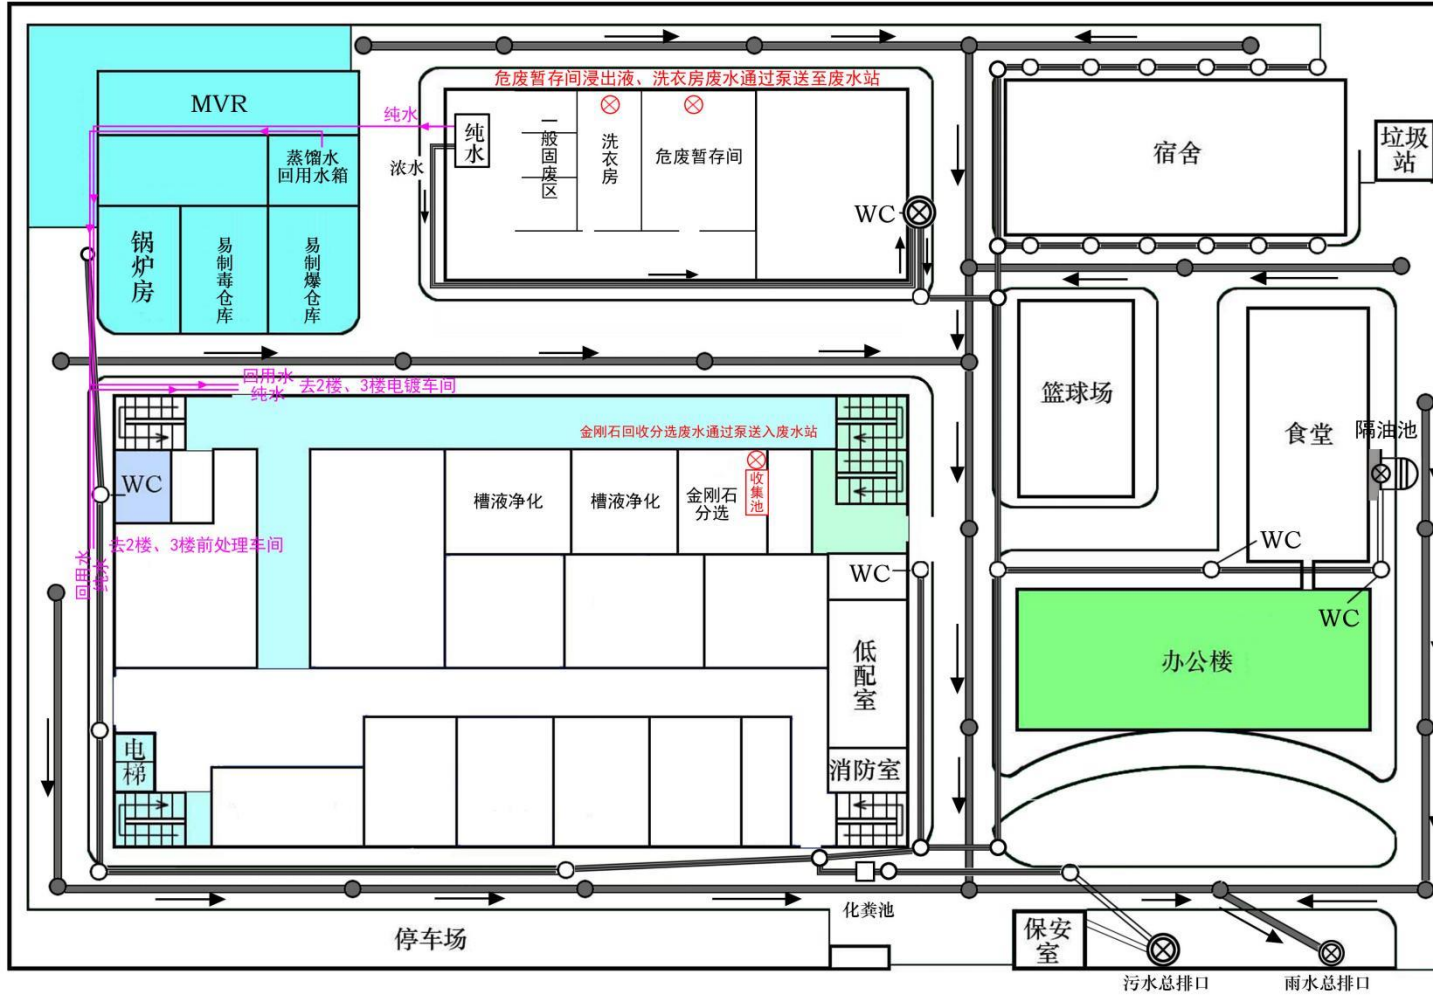 危废暂存间浸出液、洗衣房废水通过泵送至废水站
MVR
纯水
纯水
一般固废区
洗衣房
危废暂存间
宿舍
垃圾站
蒸馏水
回用水箱
浓水
WC
锅炉房
易制毒仓库
易制爆仓库
回用水
纯水
去2楼、3楼电镀车间
篮球场
食堂
隔油池
金刚石回收分选废水通过泵送入废水站
WC
槽液净化
槽液净化
金刚石
分选
收集池
去2楼、3楼前处理车间
回用水
纯水
WC
WC
WC
低配室
办公楼
电梯
消防室
化粪池
停车场
保安室
污水总排口
雨水总排口